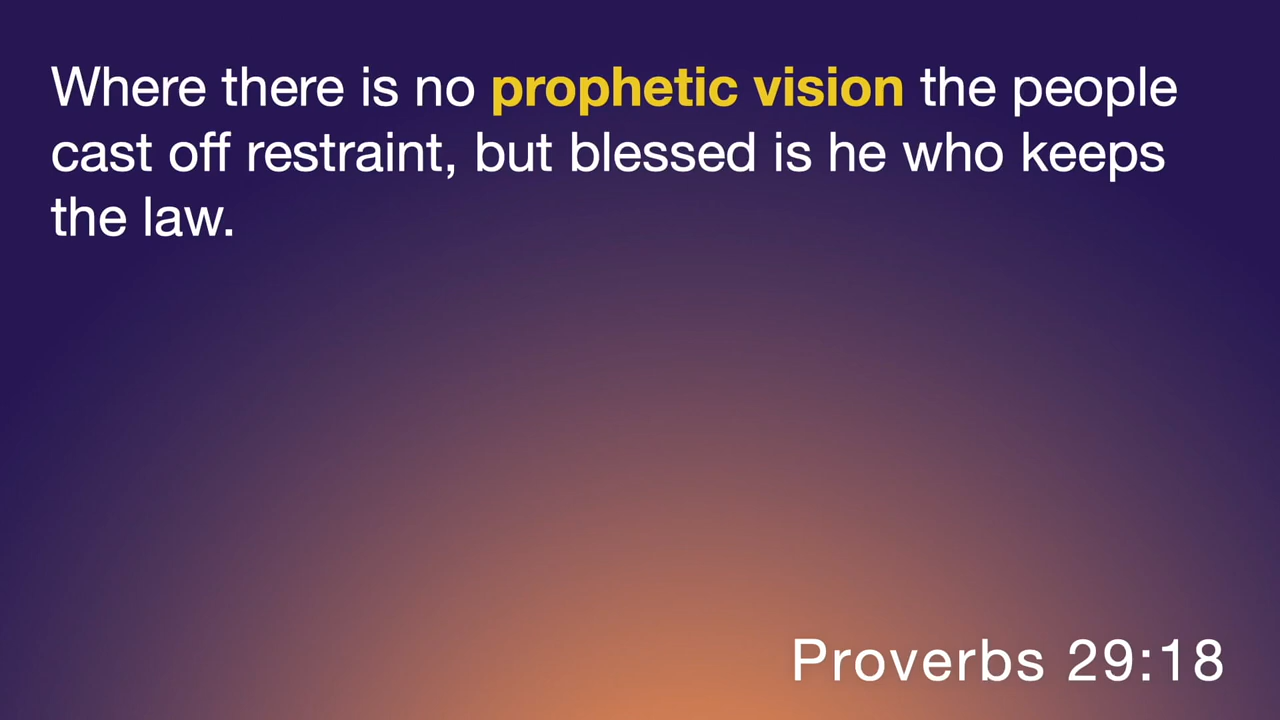 Where there is no prophetic vision the people
cast off restraint, but blessed is he who keeps
the law.
Proverbs 29:18